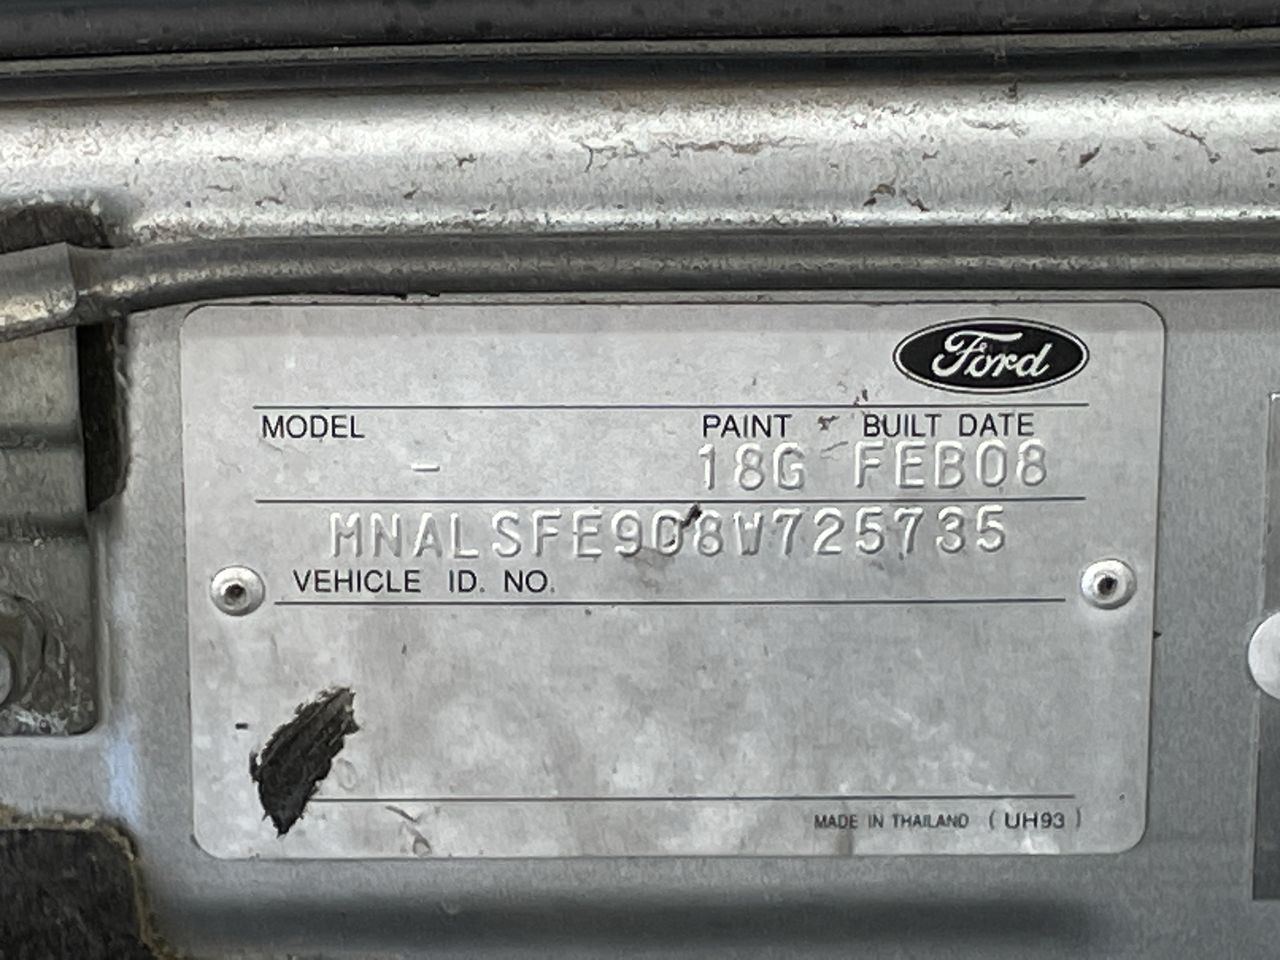 Ford
MODEL PAINT BUILT DATE
- 18G FEB08
MNALSFE908W725735
VEHICLE ID. NO.
MADE IN THAILAND (UH93)